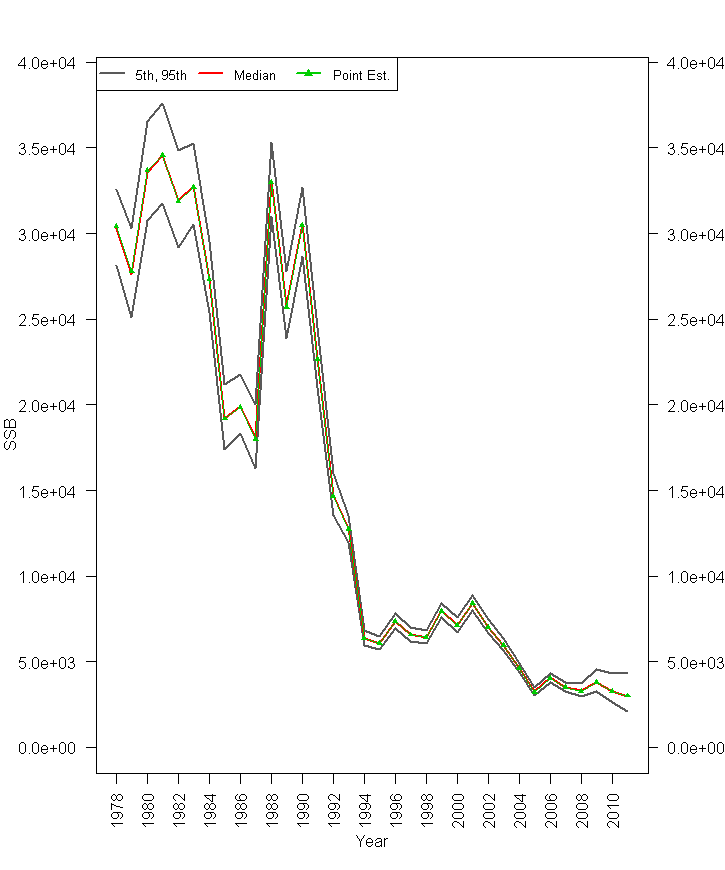 5th, 95th Median Point Est.
4.0e+04 4.0e+04
3.5e+04 3.5e+04
3.0e+04 3.0e+04
2.5e+04 2.5e+04
2.0e+04 2.0e+04
SSB
1.5e+04 1.5e+04
1.0e+04 1.0e+04
5.0e+03 5.0e+03
0.0e+00 0.0e+00
1978 1980 1982 1984 1986 1988 1990 1992 1994 1996 1998 2000 2002 2004 2006 2008 2010
Year